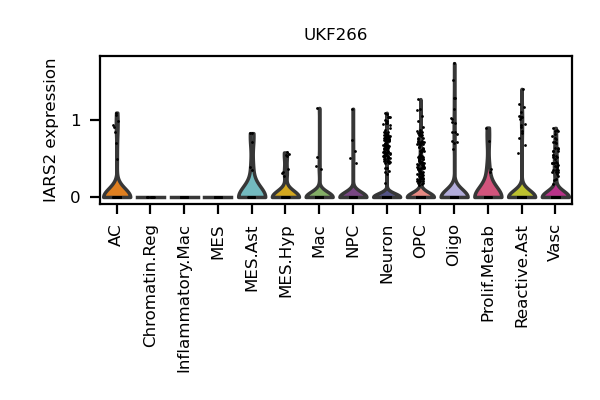 UKF266
IARS2 expression
1
0
AC
Chromatin.Reg
Inflammatory.Mac
MES
MES.Ast
MES.Hyp
Mac
NPC
Neuron
OPC
Oligo
Prolif.Metab
Reactive.Ast
Vasc